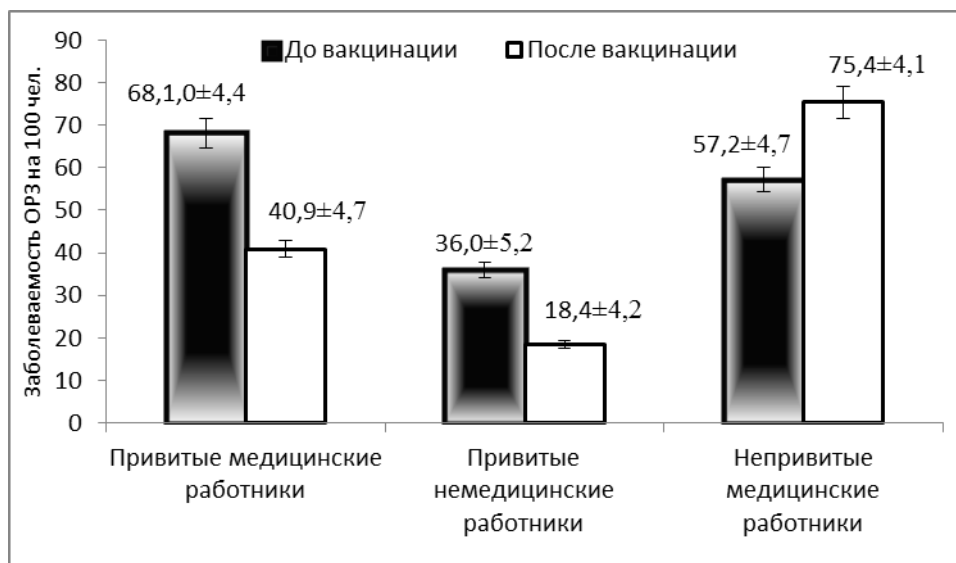 Заболеваемость ОРЗ на 100 чел.
90
80
70
60
50
40
30
20
10
0
До вакцинации
После вакцинации
68,1,0±4,4
40,9±4,7
36,0±5,2
18,4±4,2
57,2±4,7
75,4±4,1
Привитые медицинские
работники
Привитые
немедицинские
работники
Непривитые
медицинские
работники